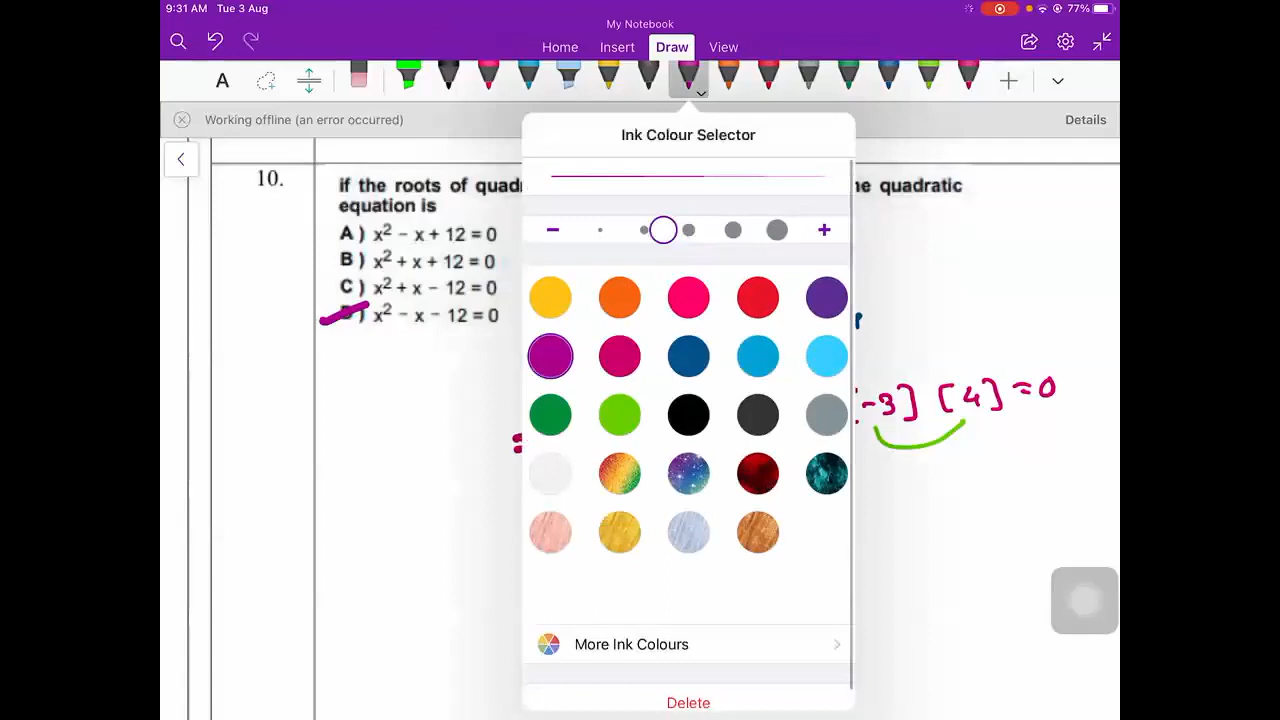 9:31 AM Tue 3 Aug
77%
My Notebook
Home Insert Draw View
A
Working offline (an error occurred) Details
Ink Colour Selector
10.
if the roots of quad
he quadratic
equation is
A) x² − x + 12 = 0
B) x² + x + 12 = 0
C) x² + x − 12 = 0
D) x² − x − 12 = 0
[-3] [4] = 0
=
More Ink Colours
Delete